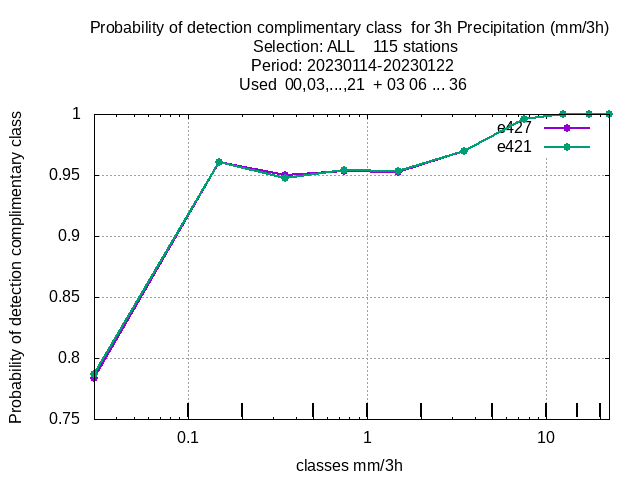 Probability of detection complimentary class  for 3h Precipitation (mm/3h)
Selection: ALL    115 stations
Period: 20230114-20230122
Used  00,03,...,21  + 03 06 ... 36
Probability of detection complimentary class
1
0.95
0.9
0.85
0.8
0.75
e427
e421
0.1
1
10
classes mm/3h